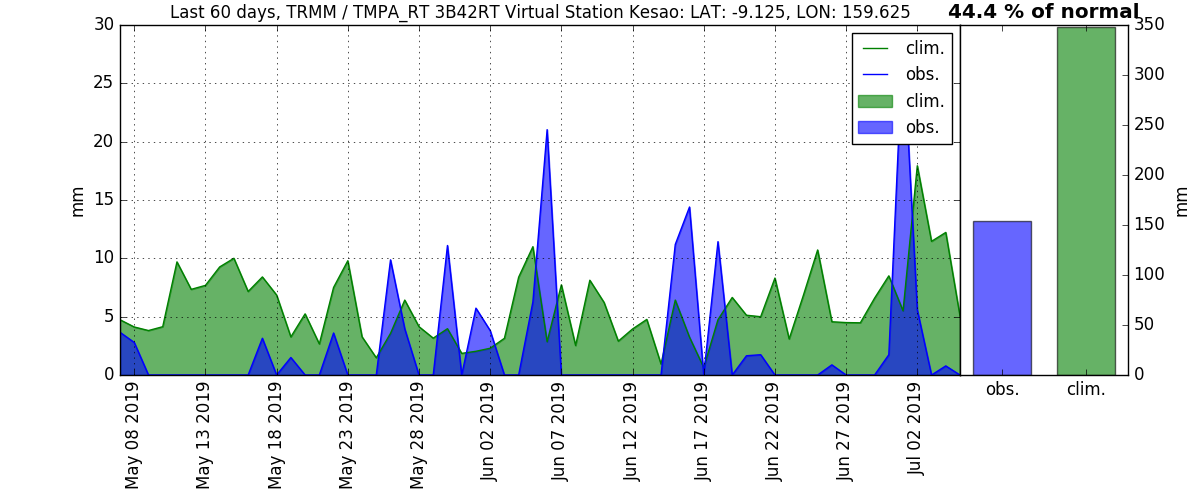 Last 60 days, TRMM / TMPA_RT 3B42RT Virtual Station Kesao: LAT: -9.125, LON: 159.625
44.4 % of normal
mm
30
25
20
15
10
5
0
clim.
obs.
clim.
obs.
May 08 2019
May 13 2019
May 18 2019
May 23 2019
May 28 2019
Jun 02 2019
Jun 07 2019
Jun 12 2019
Jun 17 2019
Jun 22 2019
Jun 27 2019
Jul 02 2019
350
300
250
200
150
100
50
0
mm
obs.
clim.